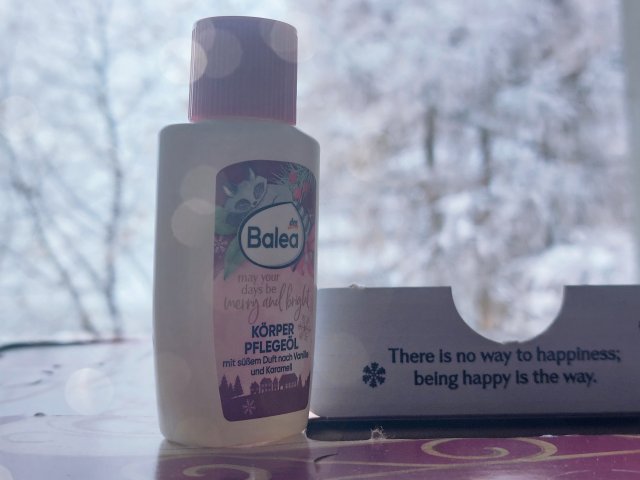 dm
Balea
may your
days be
merry and bright
KÖRPER
PFLEGEÖL
mit süßem Duft nach Vanille
und Karamell
There is no way to happiness;
being happy is the way.